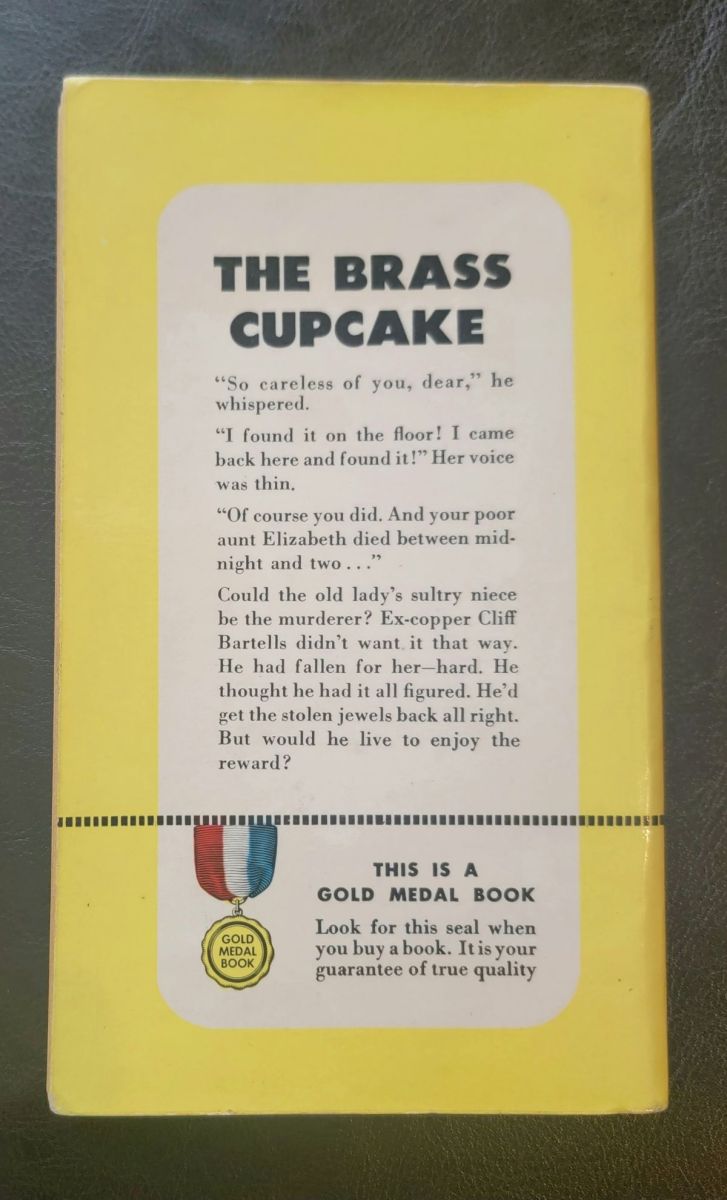 THE BRASS
CUPCAKE
“So careless of you, dear,” he
whispered.
“I found it on the floor! I came
back here and found it!” Her voice
was thin.
“Of course you did. And your poor
aunt Elizabeth died between mid-
night and two . . .”
Could the old lady’s sultry niece
be the murderer? Ex-copper Cliff
Bartells didn’t want it that way.
He had fallen for her—hard. He
thought he had it all figured. He’d
get the stolen jewels back all right.
But would he live to enjoy the
reward?
THIS IS A
GOLD MEDAL BOOK
Look for this seal when
you buy a book. It is your
guarantee of true quality
GOLD
MEDAL
BOOK